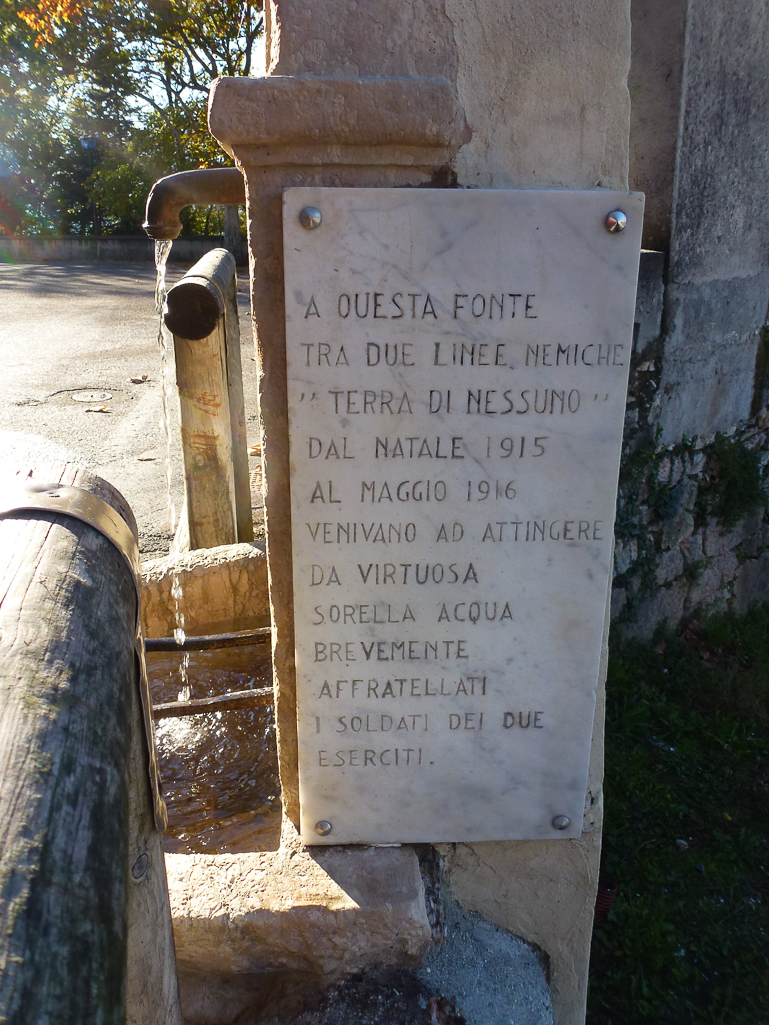 A QUESTA FONTE
TRA DUE LINEE NEMICHE
"TERRA DI NESSUNO"
DAL NATALE 1915
AL MAGGIO 1916
VENIVANO AD ATTINGERE
DA VIRTUOSA
SORELLA ACQUA
BREVEMENTE
AFFRATELLATI
I SOLDATI DEI DUE
ESERCITI.